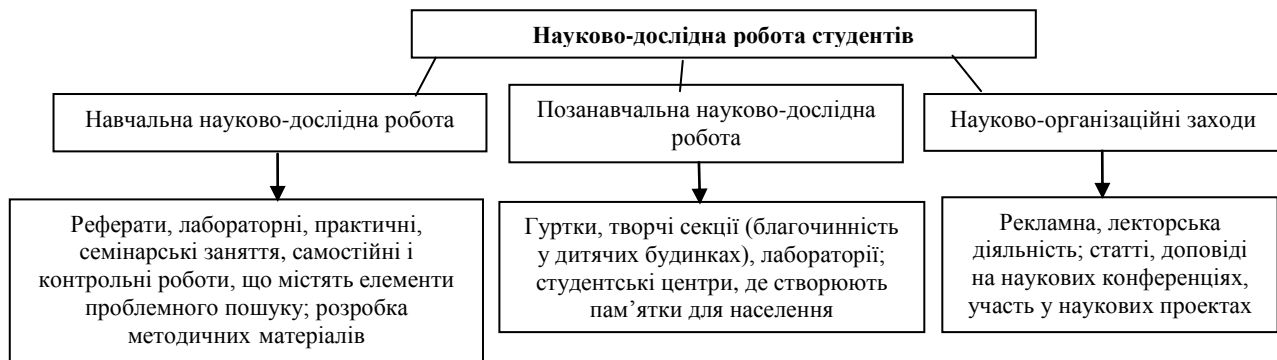 Науково-дослідна робота студентів
Навчальна науково-дослідна робота
Позанавчальна науково-дослідна
робота
Науково-організаційні заходи
Реферати, лабораторні, практичні,
семінарські заняття, самостійні і
контрольні роботи, що містять елементи
проблемного пошуку; розробка
методичних матеріалів
Гуртки, творчі секції (благочинність
у дитячих будинках), лабораторії;
студентські центри, де створюють
пам’ятки для населення
Рекламна, лекторська
діяльність; статті, доповіді
на наукових конференціях,
участь у наукових проектах